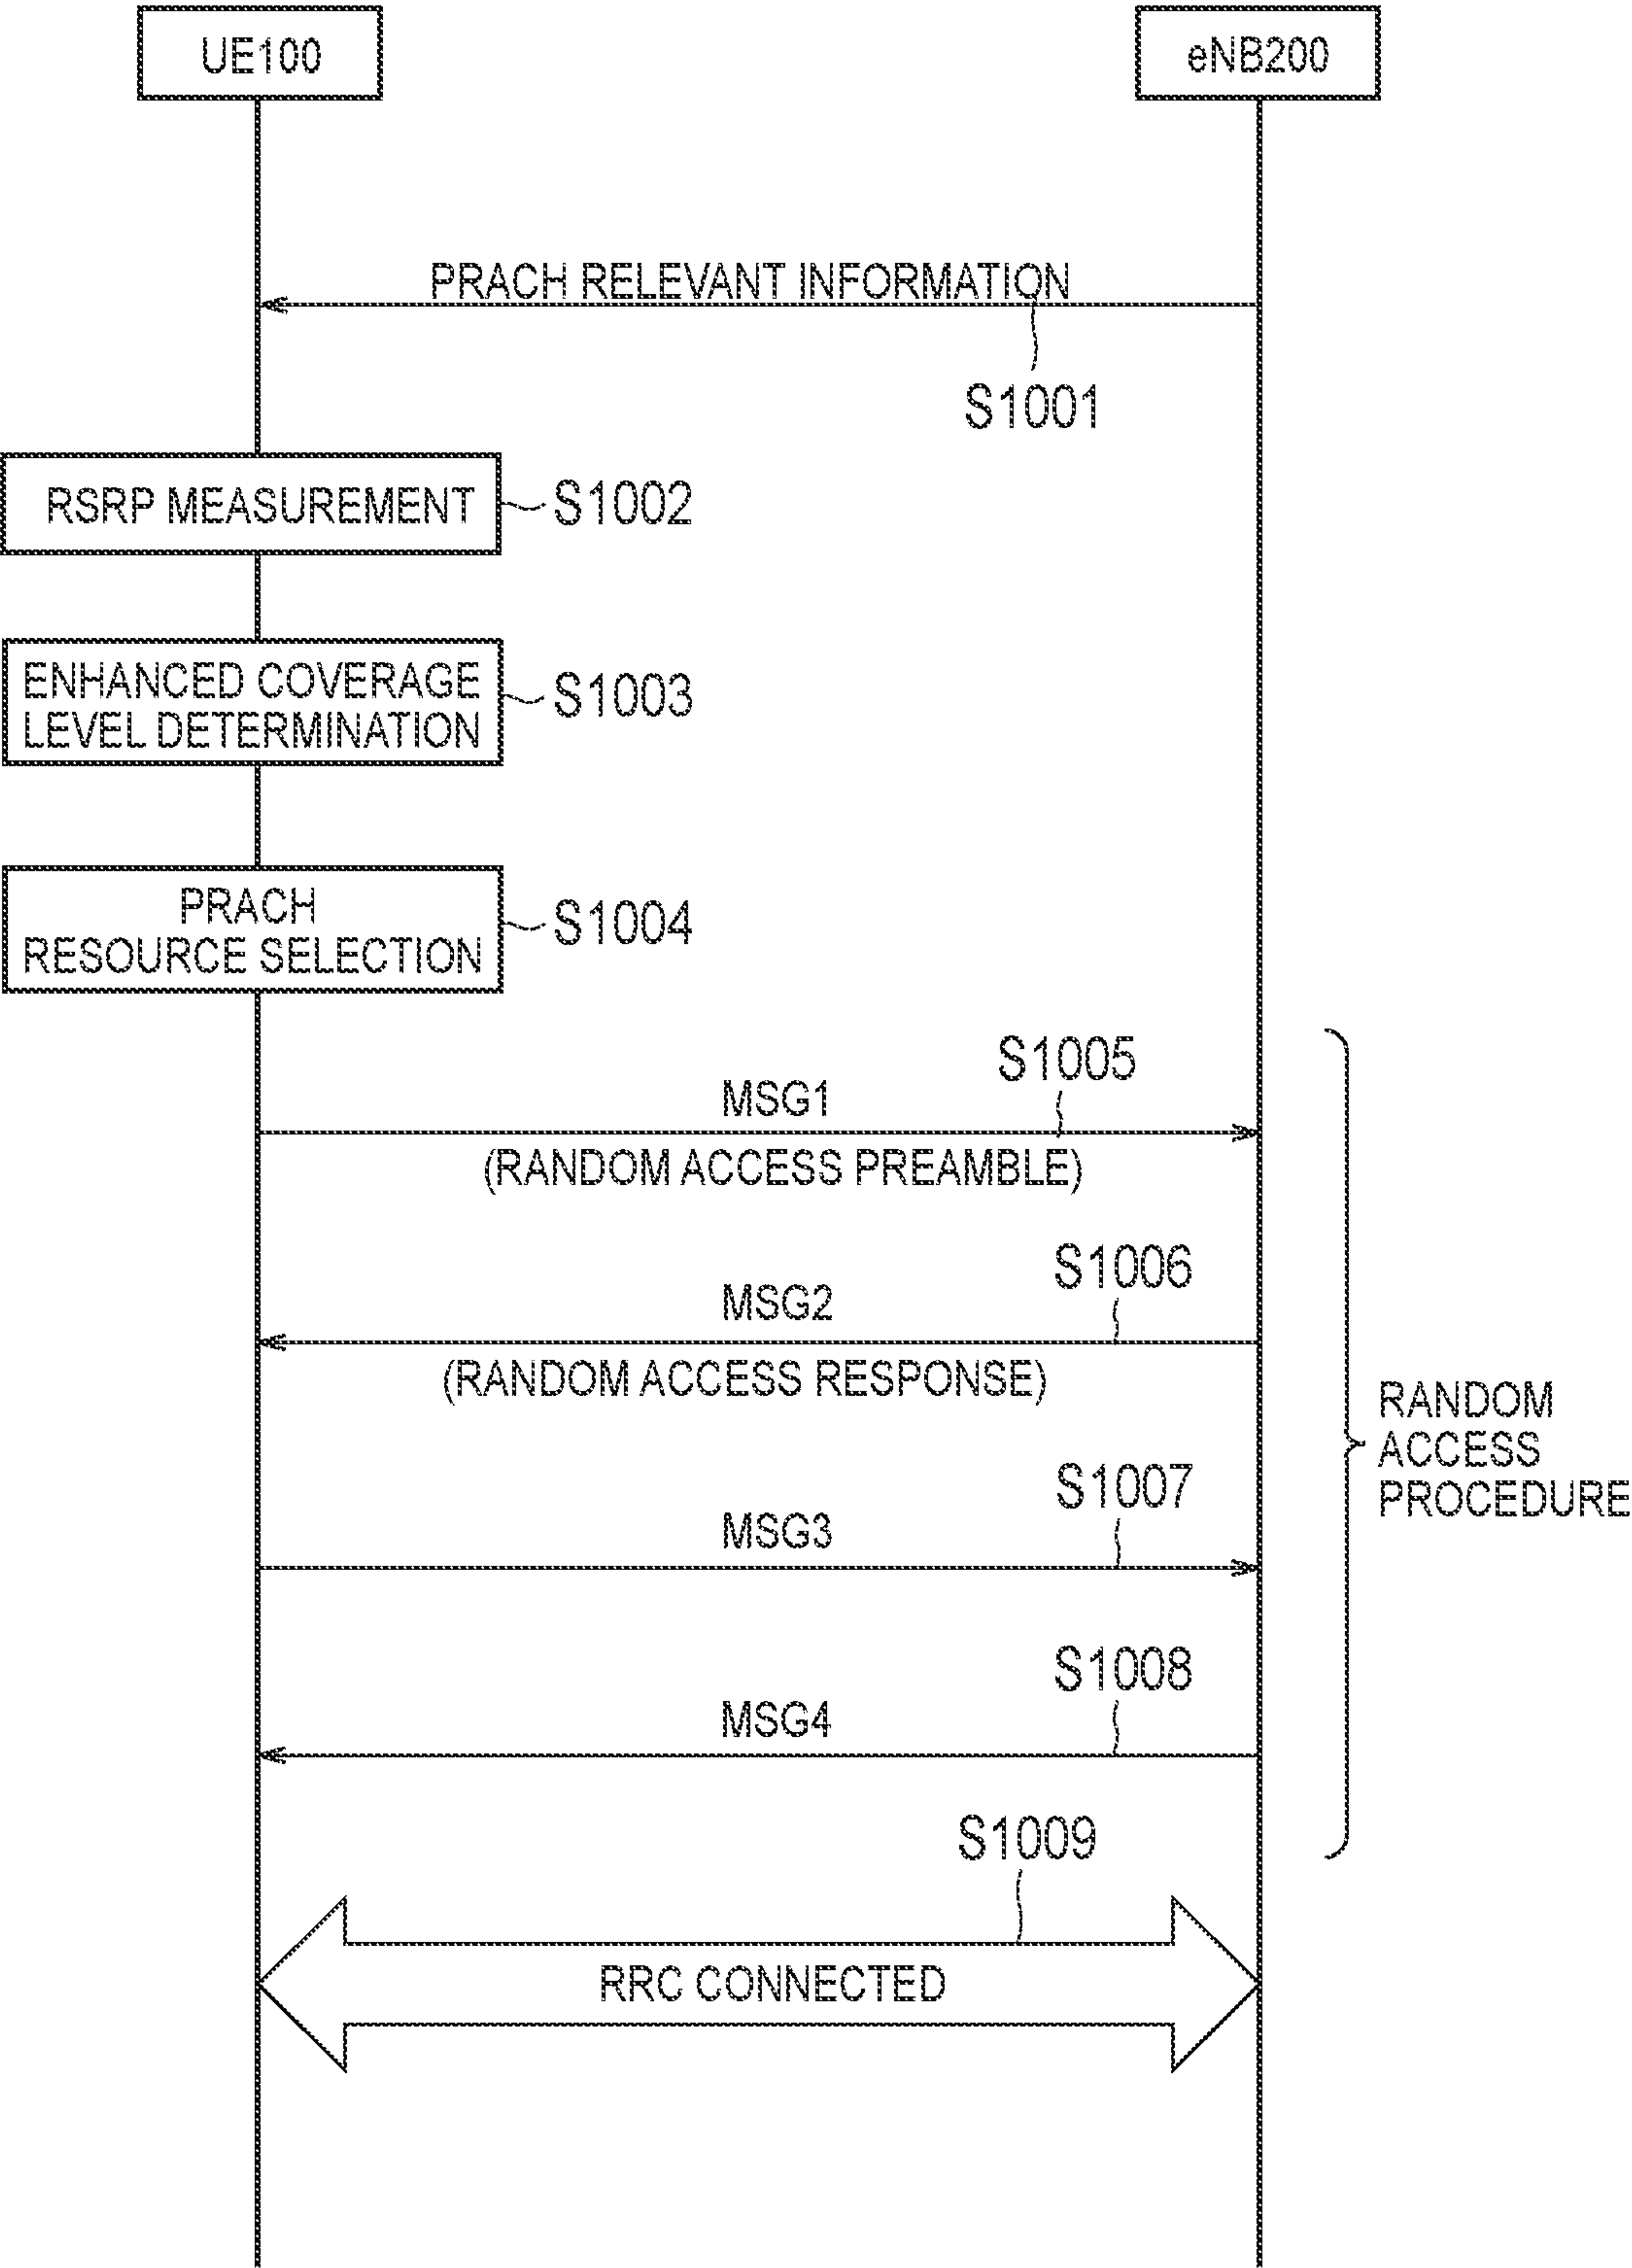 UE100
eNB200
PRACH RELEVANT INFORMATION
S1001
RSRP MEASUREMENT
S1002
ENHANCED COVERAGE
LEVEL DETERMINATION
S1003
PRACH
RESOURCE SELECTION
S1004
S1005
MSG1
(RANDOM ACCESS PREAMBLE)
S1006
MSG2
(RANDOM ACCESS RESPONSE)
RANDOM
ACCESS
PROCEDURE
S1007
MSG3
S1008
MSG4
S1009
RRC CONNECTED